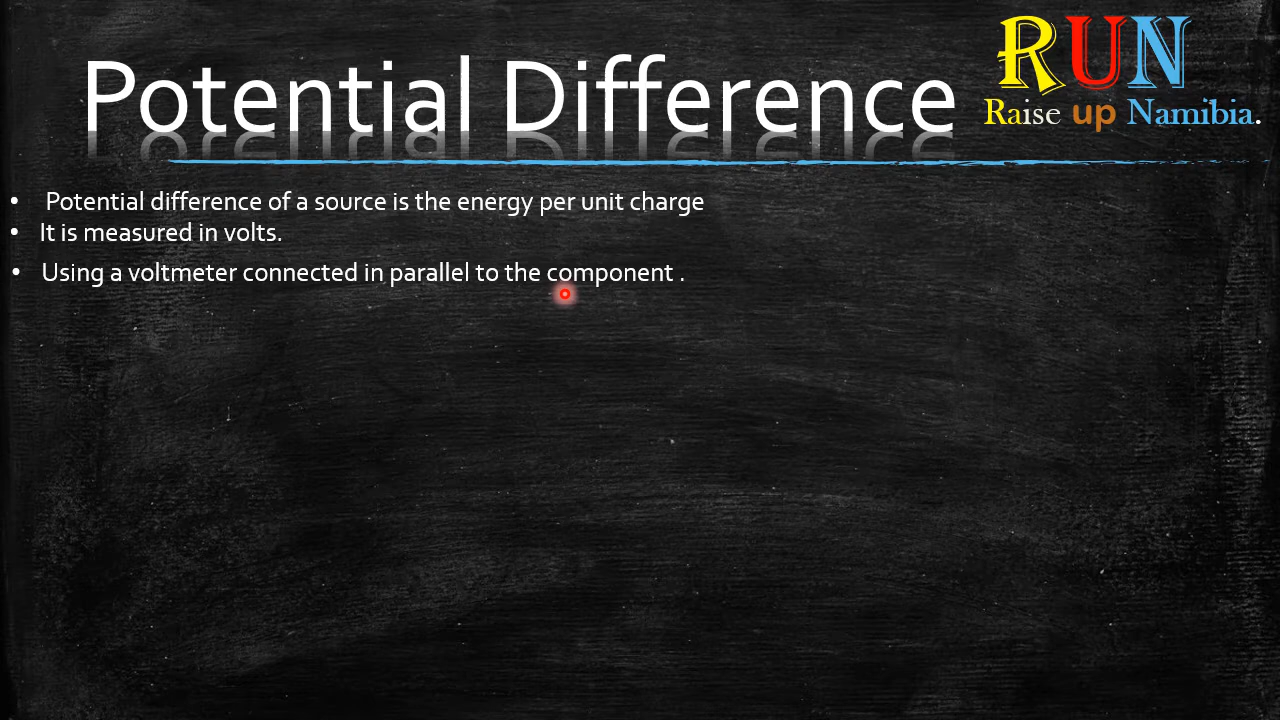 RUN
Potential Difference
Raise up Namibia.
• Potential difference of a source is the energy per unit charge
• It is measured in volts.
• Using a voltmeter connected in parallel to the component .